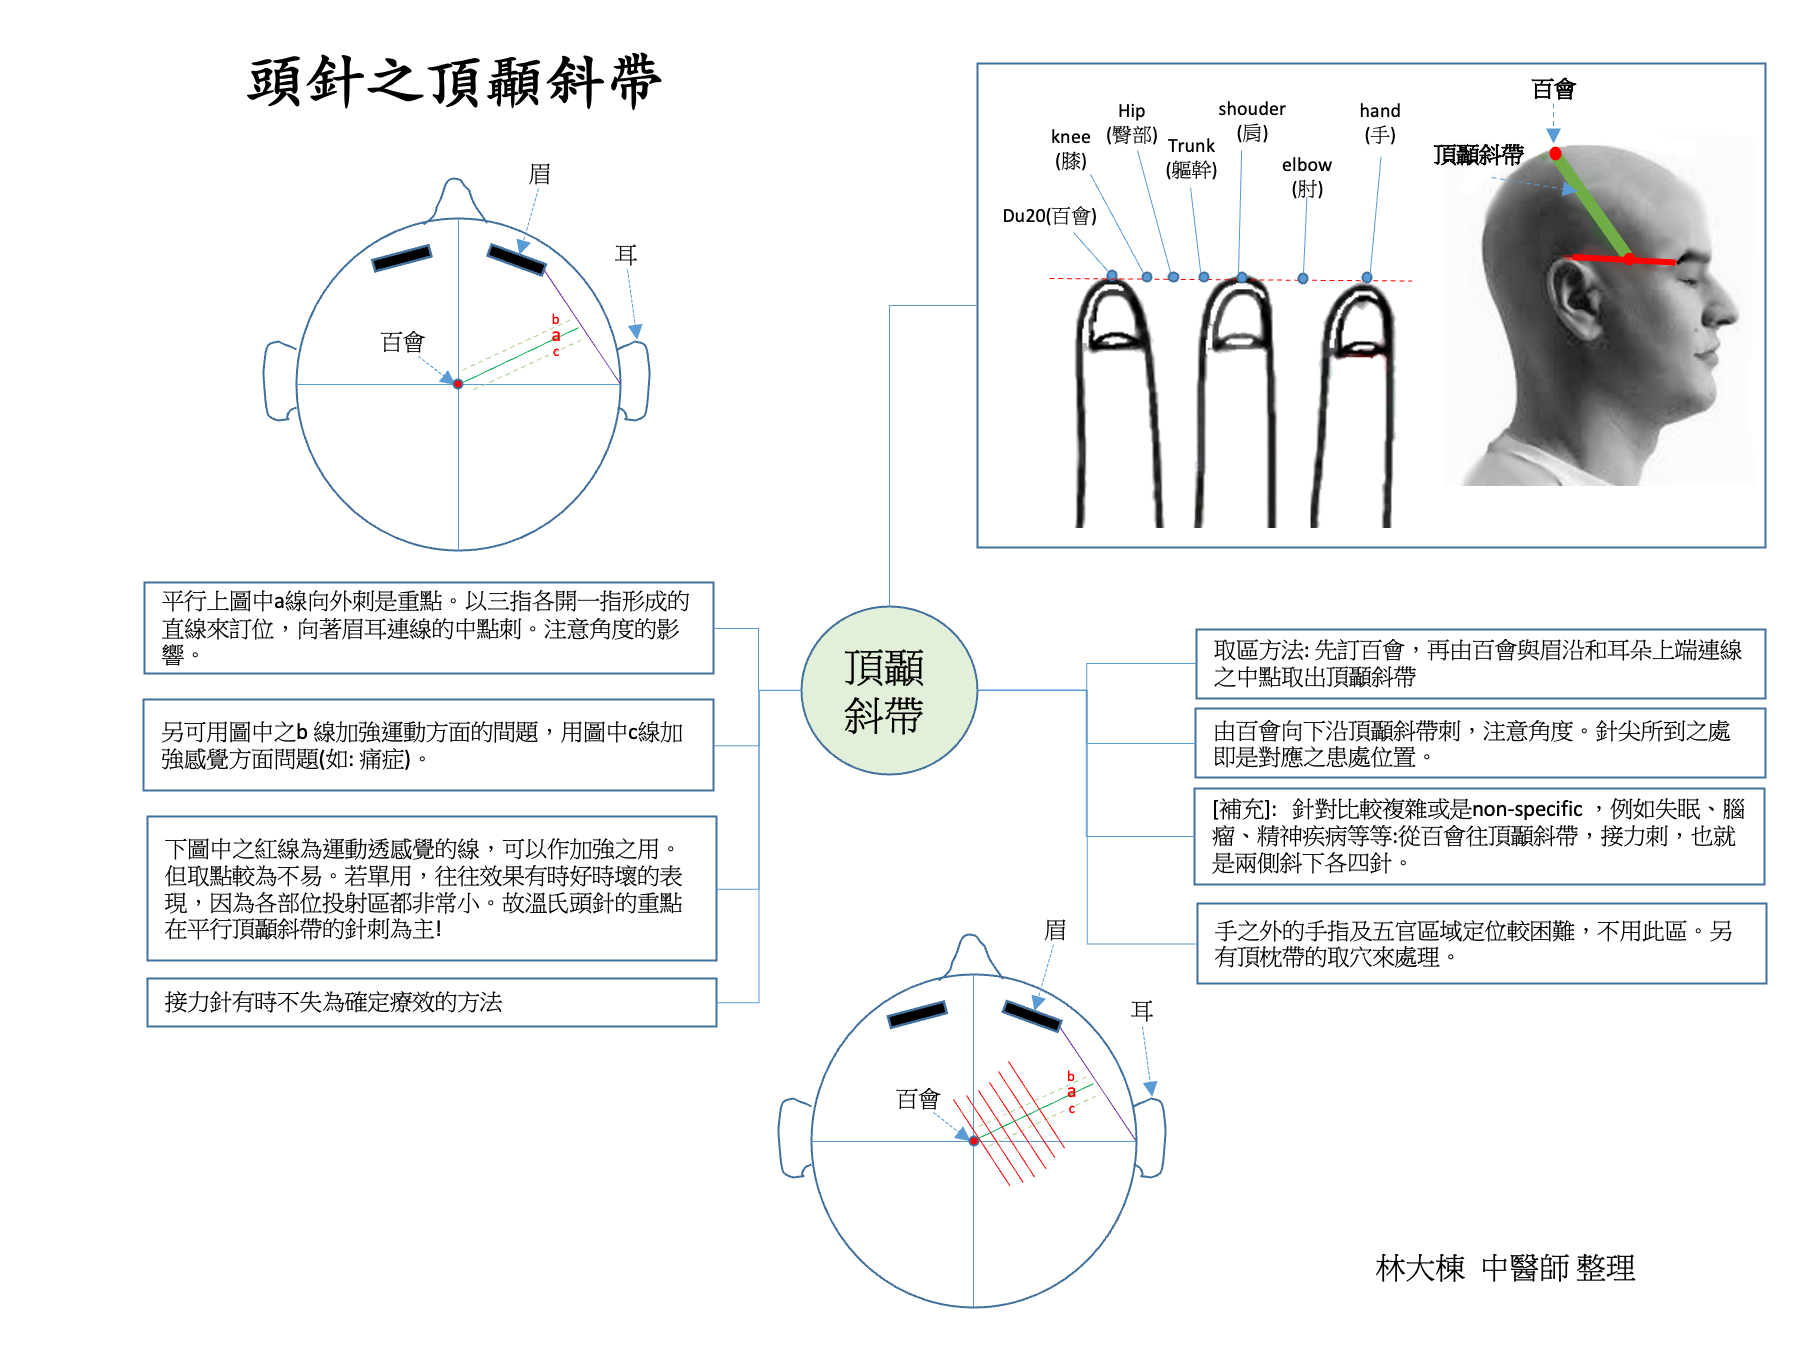 頭針之頂顳斜帶
眉
耳
百會
b
a
c
Du20(百會)
knee
(膝)
Hip
(臀部)
Trunk
(軀幹)
shouder
(肩)
elbow
(肘)
hand
(手)
百會
頂顳斜帶
平行上圖中a線向外刺是重點。以三指各開一指形成的
直線來訂位，向著眉耳連線的中點刺。注意角度的影
響。
另可用圖中之b 線加強運動方面的間題，用圖中c線加
強感覺方面問題(如: 痛症)。
下圖中之紅線為運動透感覺的線，可以作加強之用。
但取點較為不易。若單用，往往效果有時好時壞的表
現，因為各部位投射區都非常小。故溫氏頭針的重點
在平行頂顳斜帶的針刺為主!
接力針有時不失為確定療效的方法
頂顳
斜帶
取區方法: 先訂百會，再由百會與眉沿和耳朵上端連線
之中點取出頂顳斜帶
由百會向下沿頂顳斜帶刺，注意角度。針尖所到之處
即是對應之患處位置。
[補充]: 針對比較複雜或是non-specific ，例如失眠、腦
瘤、精神疾病等等:從百會往頂顳斜帶，接力刺，也就
是兩側斜下各四針。
手之外的手指及五官區域定位較困難，不用此區。另
有頂枕帶的取穴來處理。
眉
耳
百會
b
a
c
林大棟 中醫師 整理